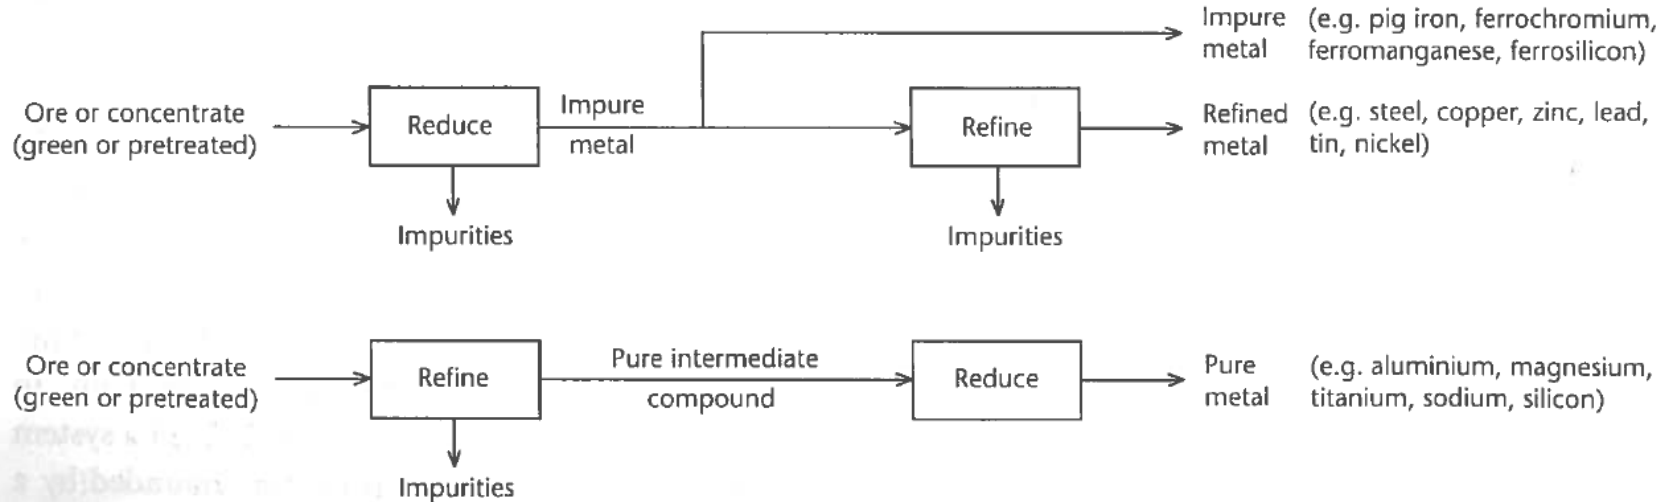 Impure (e.g. pig iron, ferrochromium,
metal ferromanganese, ferrosilicon)
Ore or concentrate
(green or pretreated)
Reduce
Impure
metal
Refine
Refined (e.g. steel, copper, zinc, lead,
metal tin, nickel)
Impurities
Impurities
Ore or concentrate
(green or pretreated)
Refine
Pure intermediate
compound
Reduce
Pure (e.g. aluminium, magnesium,
metal titanium, sodium, silicon)
Impurities